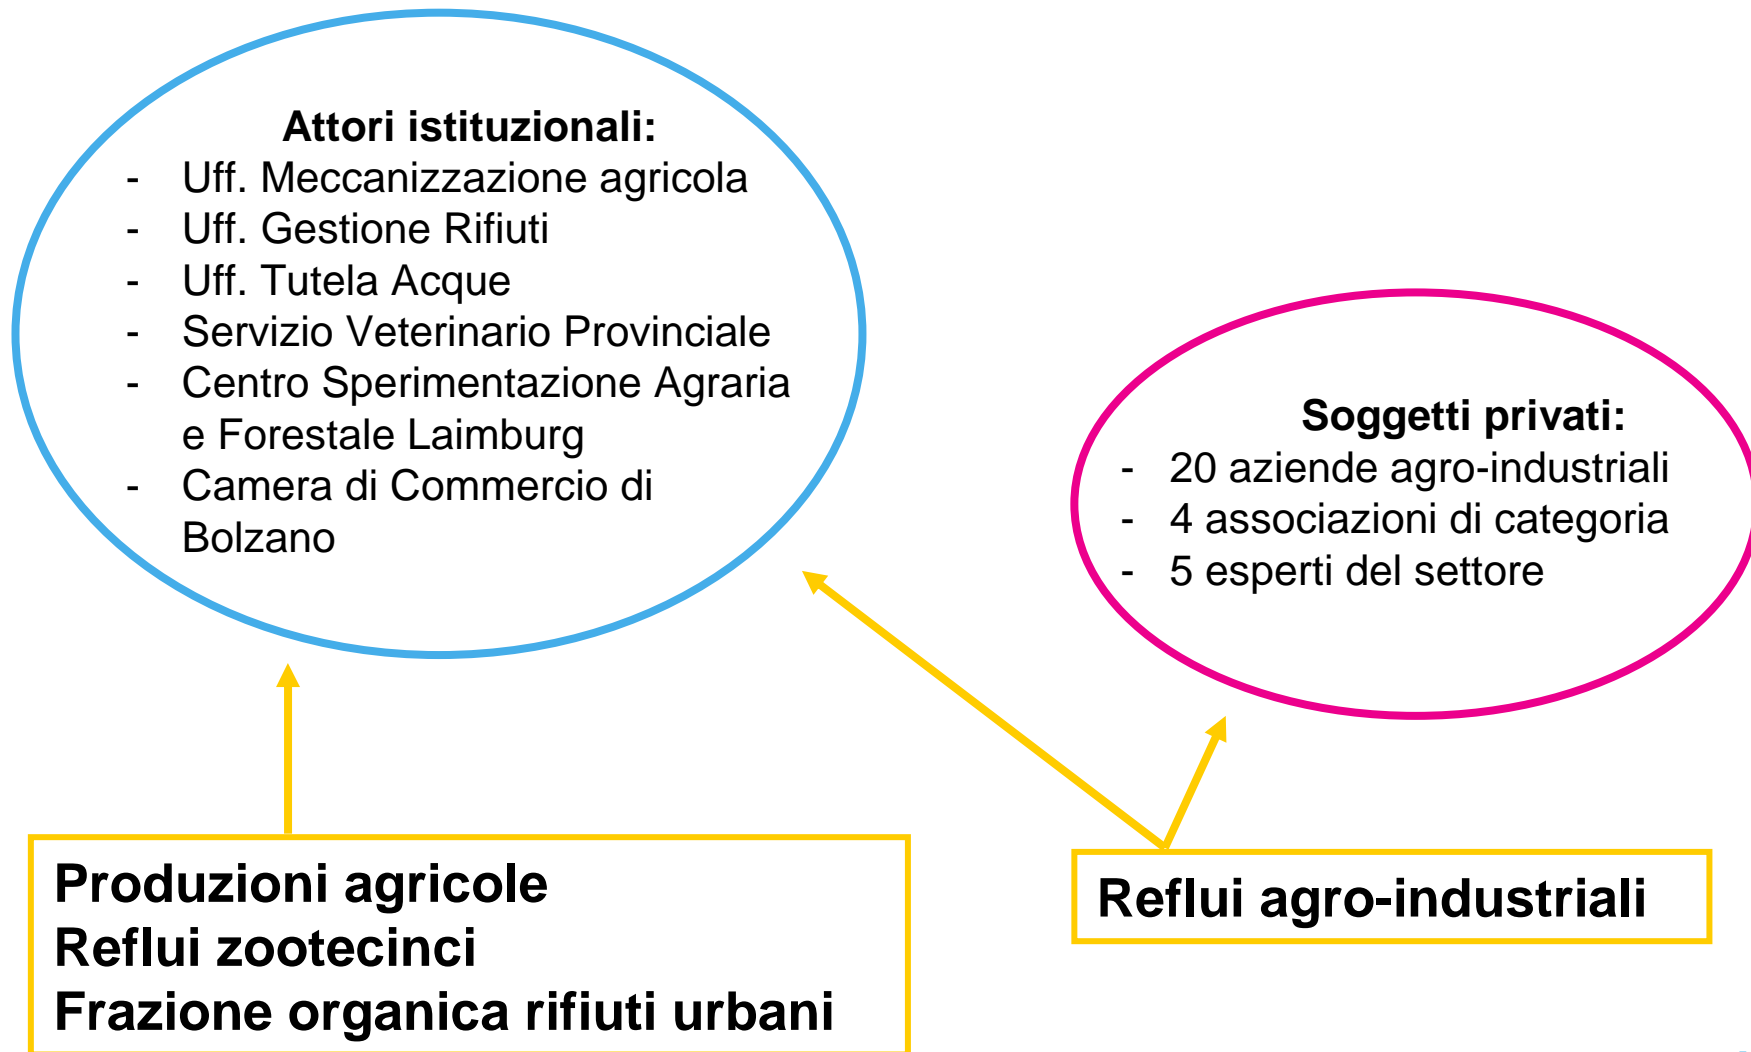 Attori istituzionali:
- Uff. Meccanizzazione agricola
- Uff. Gestione Rifiuti
- Uff. Tutela Acque
- Servizio Veterinario Provinciale
- Centro Sperimentazione Agraria
e Forestale Laimburg
- Camera di Commercio di
Bolzano
Soggetti privati:
- 20 aziende agro-industriali
- 4 associazioni di categoria
- 5 esperti del settore
Produzioni agricole
Reflui zootecinci
Frazione organica rifiuti urbani
Reflui agro-industriali